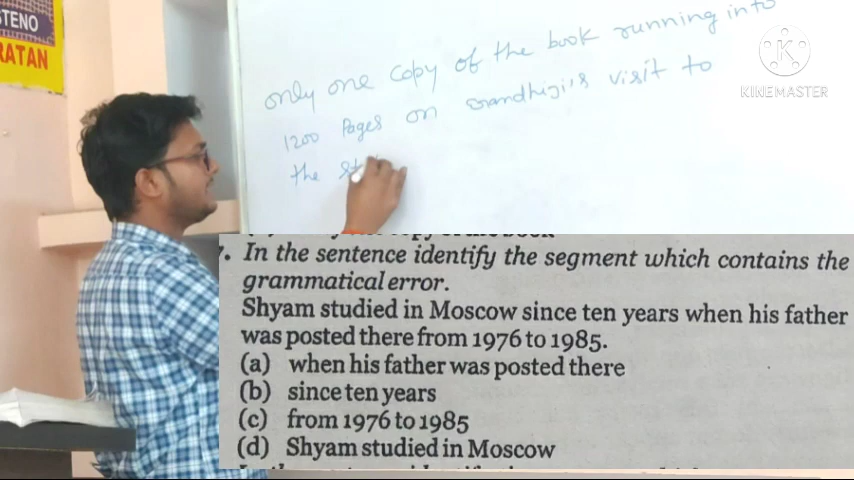 STENO
RATAN
KINEMASTER
only one copy of the book running into
1200 Pages on Gandhiji's visit to
the st
7. In the sentence identify the segment which contains the
grammatical error.
Shyam studied in Moscow since ten years when his father
was posted there from 1976 to 1985.
(a) when his father was posted there
(b) since ten years
(c) from 1976 to 1985
(d) Shyam studied in Moscow